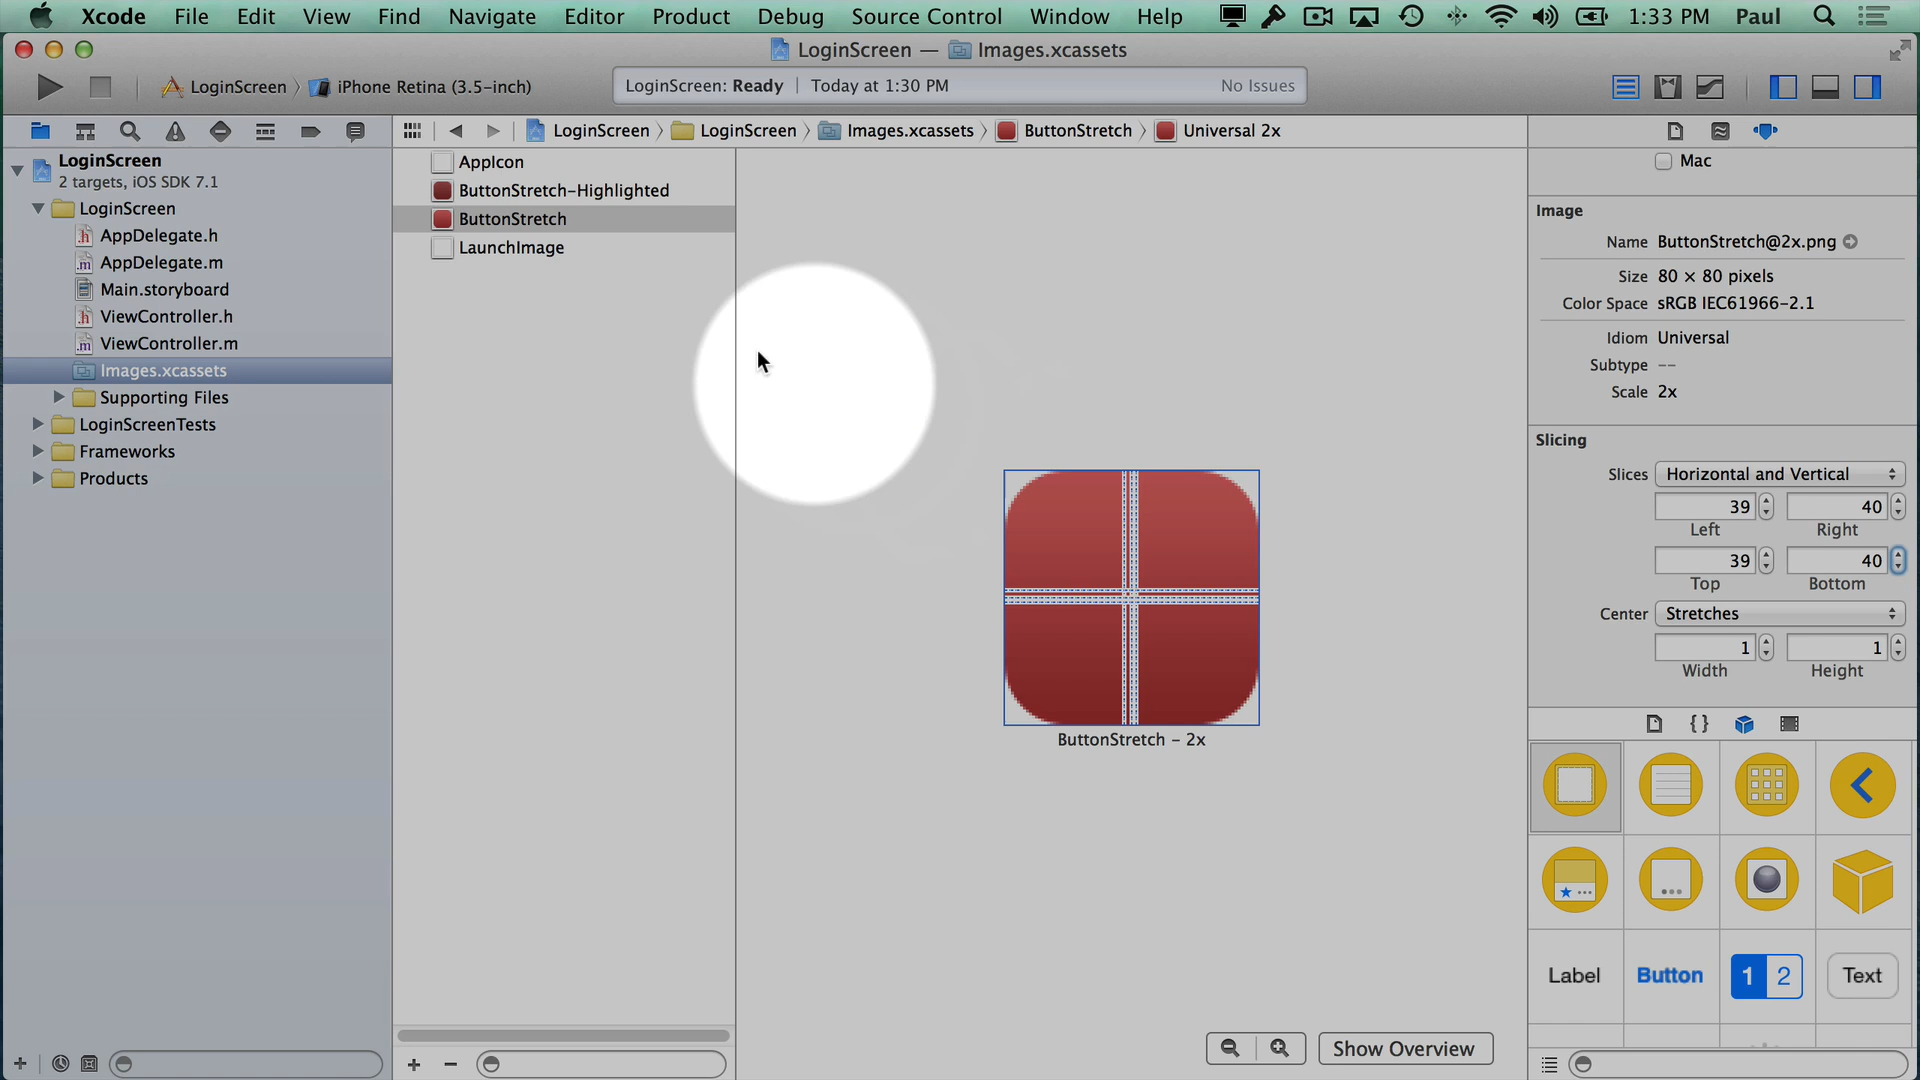 Xcode File Edit View Find Navigate Editor Product Debug Source Control Window Help 1:33 PM Paul
LoginScreen — Images.xcassets
LoginScreen iPhone Retina (3.5-inch)
LoginScreen: Ready Today at 1:30 PM No Issues
LoginScreen LoginScreen Images.xcassets ButtonStretch Universal 2x
LoginScreen
2 targets, iOS SDK 7.1
LoginScreen
AppDelegate.h
AppDelegate.m
Main.storyboard
ViewController.h
ViewController.m
Images.xcassets
Supporting Files
LoginScreenTests
Frameworks
Products
AppIcon
ButtonStretch-Highlighted
ButtonStretch
LaunchImage
ButtonStretch - 2x
Show Overview
Mac
Image
Name ButtonStretch@2x.png
Size 80 × 80 pixels
Color Space sRGB IEC61966-2.1
Idiom Universal
Subtype --
Scale 2x
Slicing
Slices Horizontal and Vertical
39 40
Left Right
39 40
Top Bottom
Center Stretches
1 1
Width Height
{}
Label Button 1 2 Text